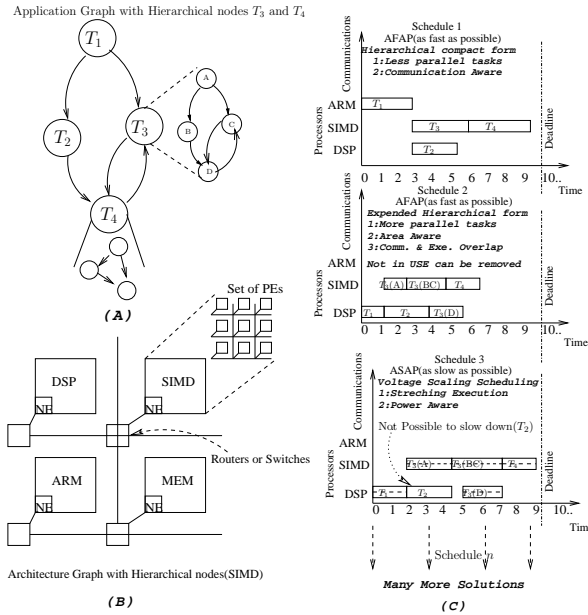 Application Graph with Hierarchical nodes T3 and T4
T1
T2
T3
T4
A
B
C
D
(A)
Set of PEs
DSP
SIMD
NE
NE
Routers or Switches
ARM
MEM
NE
NE
Architecture Graph with Hierarchical nodes(SIMD)
(B)
Schedule 1
AFAP(as fast as possible)
Hierarchical compact form
1:Less parallel tasks
2:Communication Aware
Communications
Processors
ARM
SIMD
DSP
T1
T3
T4
T2
Deadline
0 1 2 3 4 5 6 7 8 9 10..
Time
Schedule 2
AFAP(as fast as possible)
Expended Hierarchical form
1:More parallel tasks
2:Area Aware
3:Comm. & Exe. Overlap
Not in USE can be removed
Communications
Processors
ARM
SIMD
DSP
T3(A)
T3(BC)
T4
T1
T2
T3(D)
Deadline
0 1 2 3 4 5 6 7 8 9 10..
Time
Schedule 3
ASAP(as slow as possible)
Voltage Scaling Scheduling
1:Streching Execution
2:Power Aware
Not Possible to slow down(T2)
Communications
Processors
ARM
SIMD
DSP
T3(A)
T3(BC)
T4
T1
T2
T3(D)
Deadline
0 1 2 3 4 5 6 7 8 9 10..
Time
Schedule n
Many More Solutions
(C)